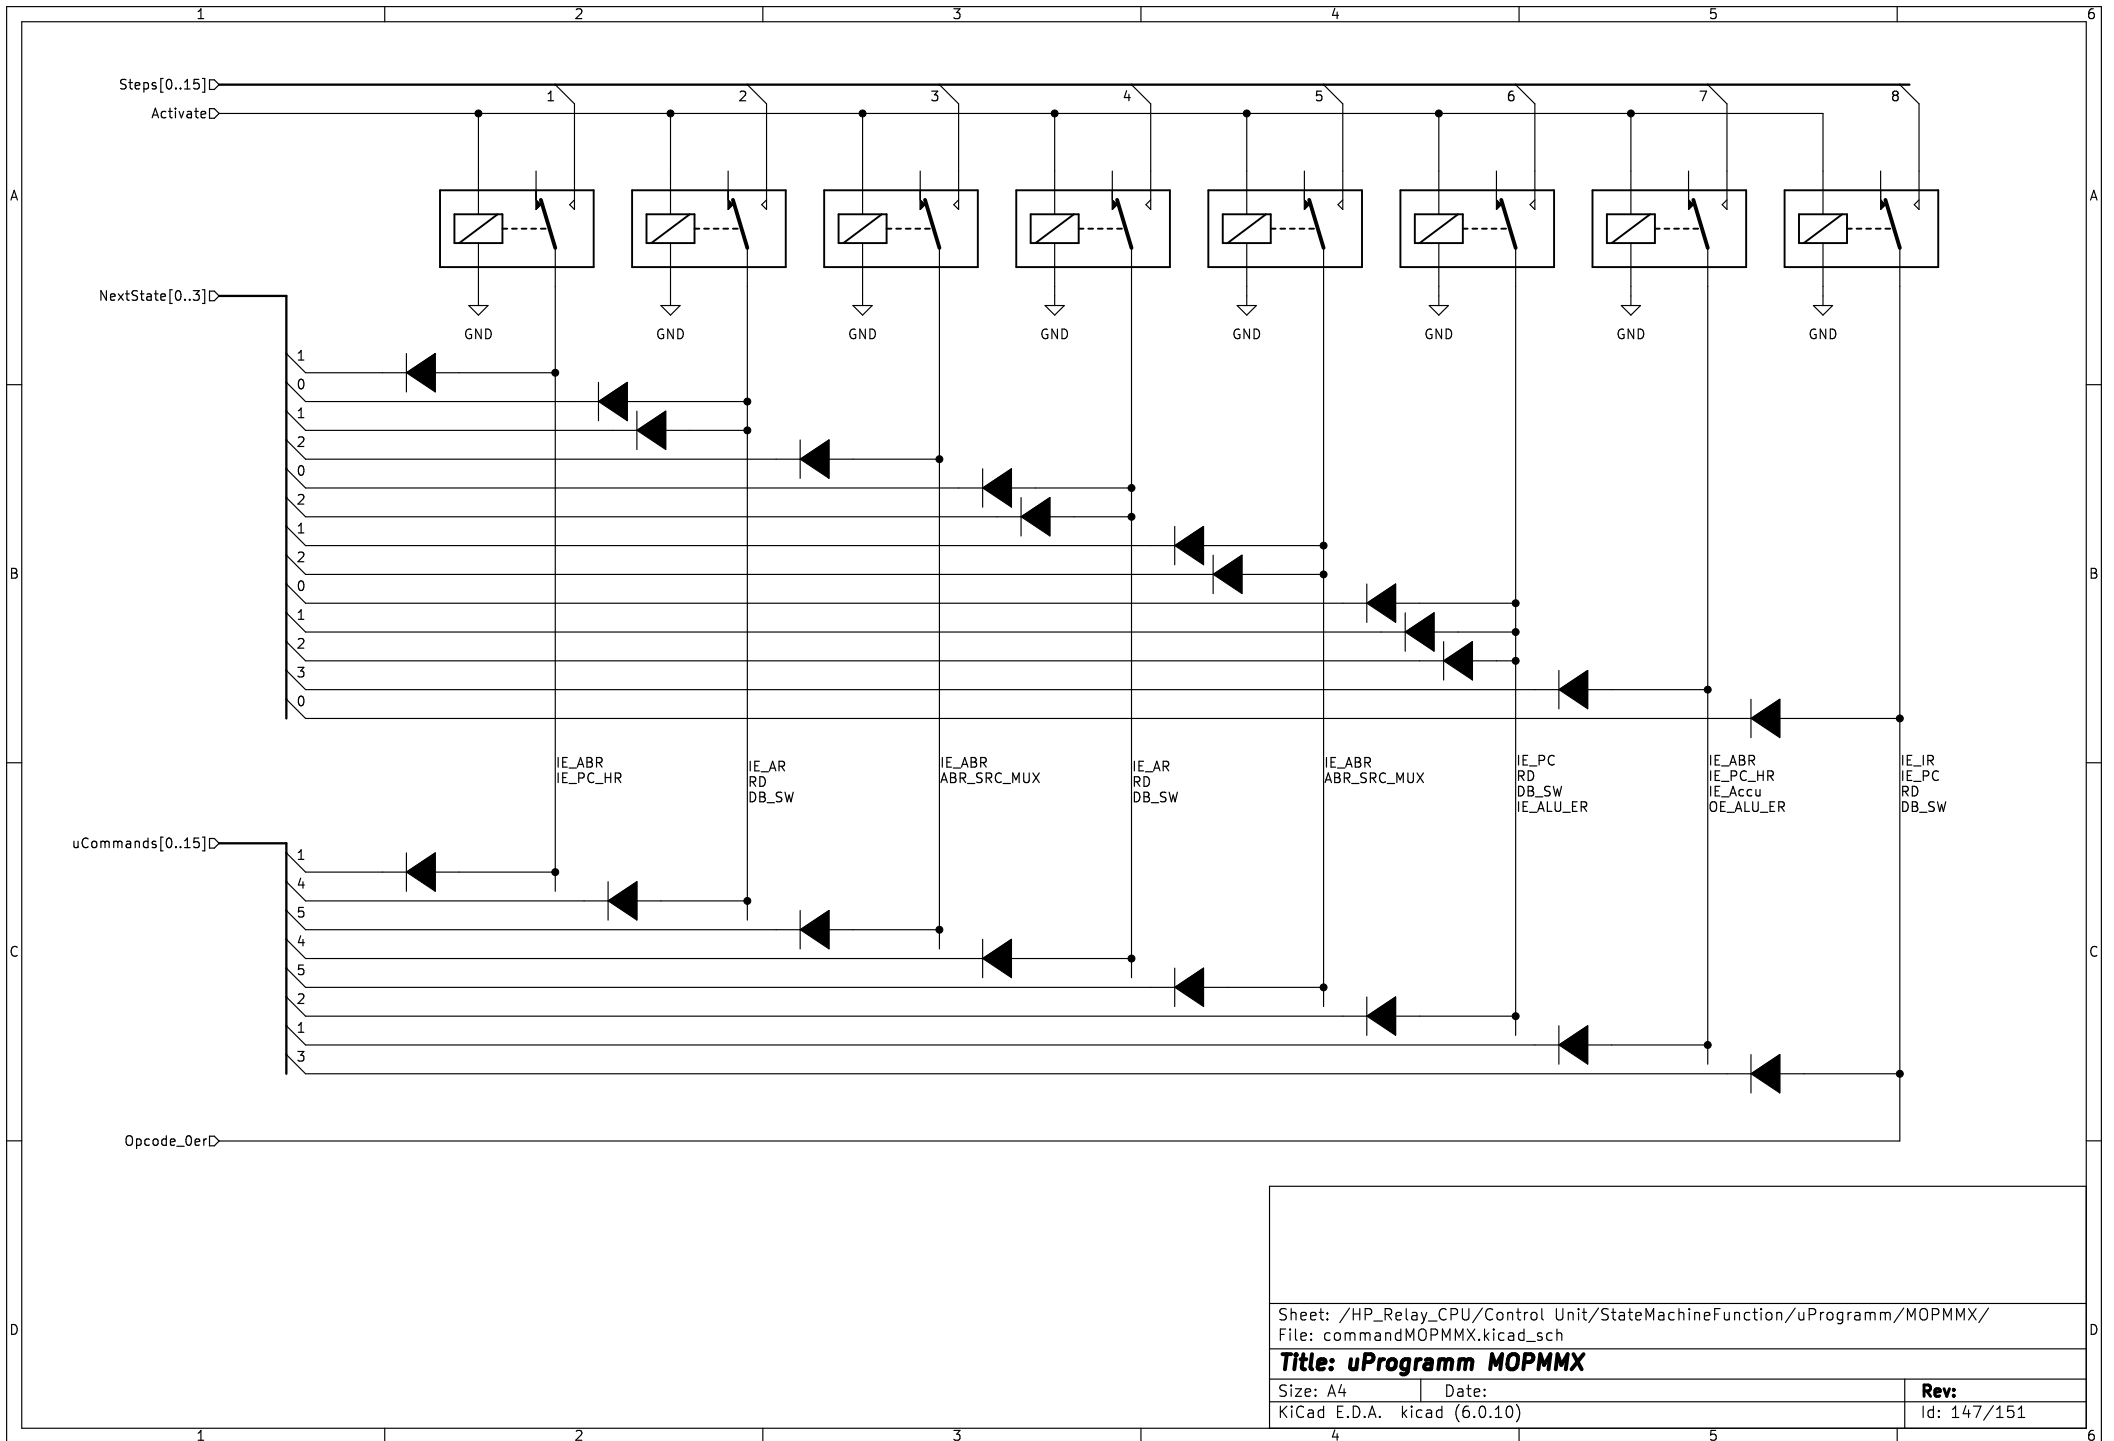 1 2 3 4 5 6
Steps[0..15]
1 2 3 4 5 6 7 8
Activate
A A
NextState[0..3]
GND GND GND GND GND GND GND GND
1
0
1
2
0
2
1
2
0
1
2
3
0
B B
IE_ABR
IE_PC_HR
IE_AR
RD
DB_SW
IE_ABR
ABR_SRC_MUX
IE_AR
RD
DB_SW
IE_ABR
ABR_SRC_MUX
IE_PC
RD
DB_SW
IE_ALU_ER
IE_ABR
IE_PC_HR
IE_Accu
OE_ALU_ER
IE_IR
IE_PC
RD
DB_SW
uCommands[0..15]
1
4
5
4
5
2
1
3
C C
Opcode_0er
D D
Sheet: /HP_Relay_CPU/Control Unit/StateMachineFunction/uProgramm/MOPMMX/
File: commandMOPMMX.kicad_sch
Title: uProgramm MOPMMX
Size: A4 Date: Rev:
KiCad E.D.A. kicad (6.0.10) Id: 147/151
1 2 3 4 5 6